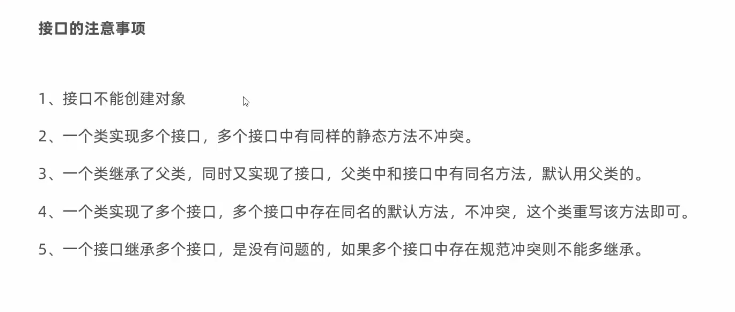 接口的注意事项
1、接口不能创建对象
2、一个类实现多个接口，多个接口中有同样的静态方法不冲突。
3、一个类继承了父类，同时又实现了接口，父类中和接口中有同名方法，默认用父类的。
4、一个类实现了多个接口，多个接口中存在同名的默认方法，不冲突，这个类重写该方法即可。
5、一个接口继承多个接口，是没有问题的，如果多个接口中存在规范冲突则不能多继承。